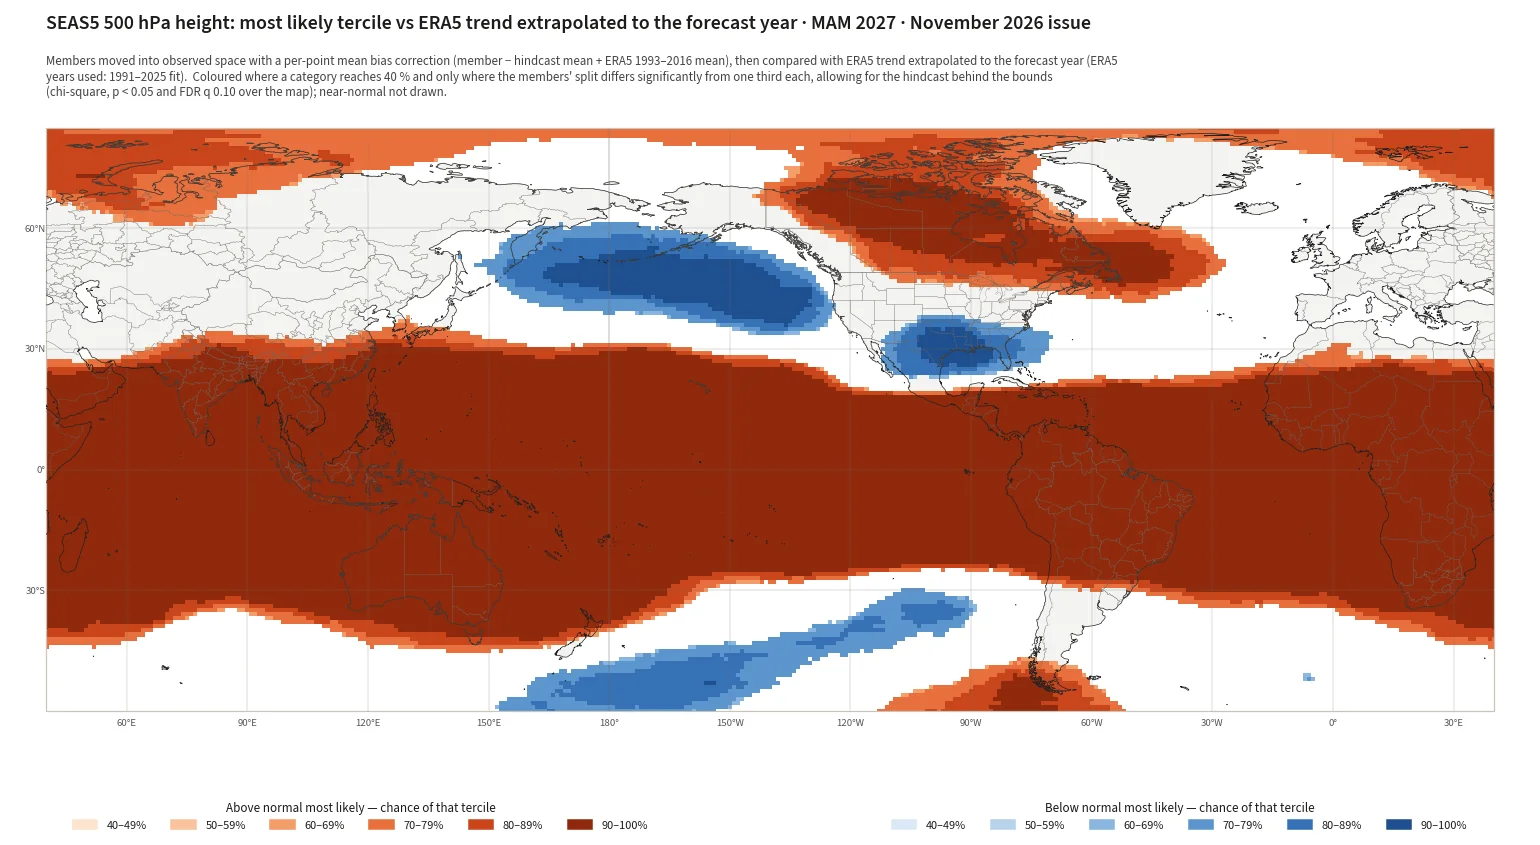 SEAS5 500 hPa height: most likely tercile vs ERA5 trend extrapolated to the forecast year · MAM 2027 · November 2026 issue
Members moved into observed space with a per-point mean bias correction (member − hindcast mean + ERA5 1993–2016 mean), then compared with ERA5 trend extrapolated to the forecast year (ERA5
years used: 1991–2025 fit). Coloured where a category reaches 40 % and only where the members' split differs significantly from one third each, allowing for the hindcast behind the bounds
(chi-square, p < 0.05 and FDR q 0.10 over the map); near-normal not drawn.
60°N
30°N
0°
30°S
60°E 90°E 120°E 150°E 180° 150°W 120°W 90°W 60°W 30°W 0° 30°E
Above normal most likely — chance of that tercile
40–49% 50–59% 60–69% 70–79% 80–89% 90–100%
Below normal most likely — chance of that tercile
40–49% 50–59% 60–69% 70–79% 80–89% 90–100%